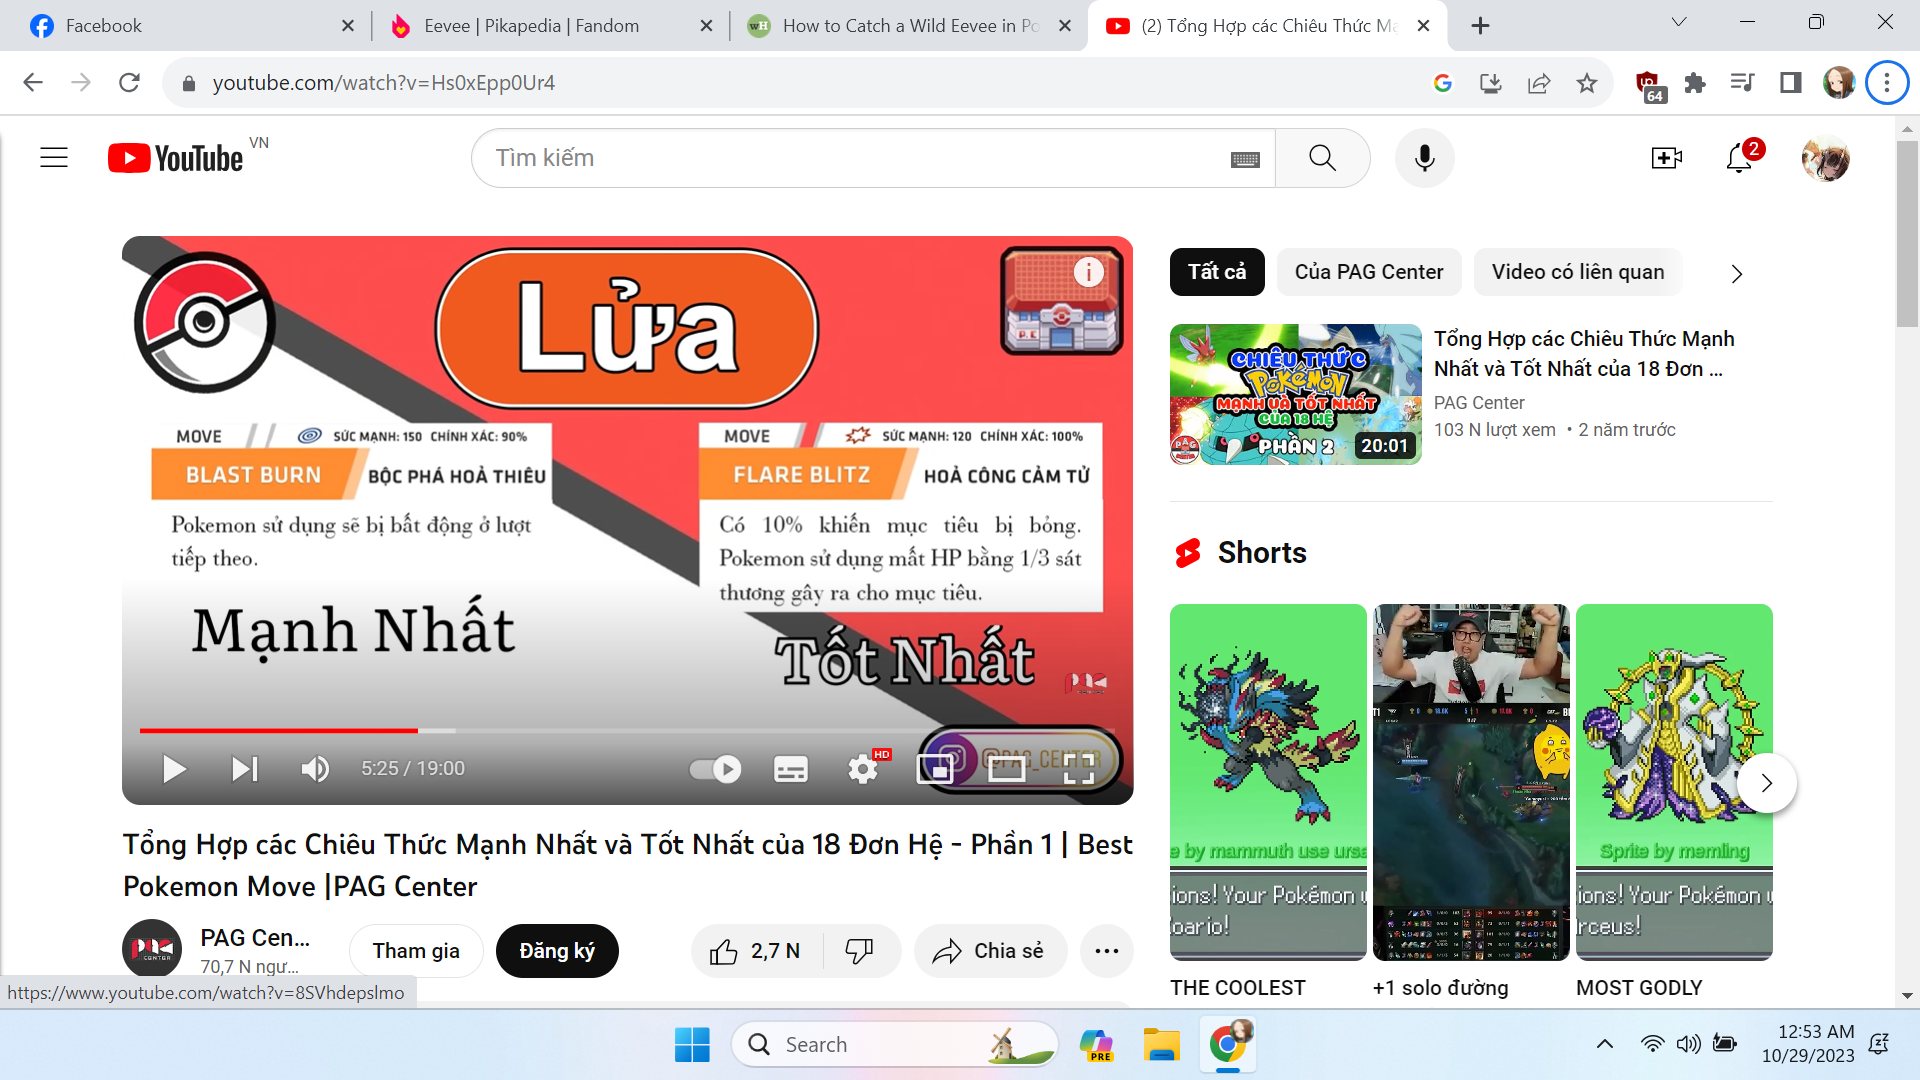 Facebook
Eevee | Pikapedia | Fandom
How to Catch a Wild Eevee in Po
(2) Tổng Hợp các Chiêu Thức Mạ
youtube.com/watch?v=Hs0xEpp0Ur4
64
YouTube VN
Tìm kiếm
2
Lửa
MOVE SỨC MẠNH: 150 CHÍNH XÁC: 90%
BLAST BURN BỘC PHÁ HOẢ THIÊU
Pokemon sử dụng sẽ bị bất động ở lượt
tiếp theo.
Mạnh Nhất
MOVE SỨC MẠNH: 120 CHÍNH XÁC: 100%
FLARE BLITZ HOẢ CÔNG CẢM TỬ
Có 10% khiến mục tiêu bị bỏng.
Pokemon sử dụng mất HP bằng 1/3 sát
thương gây ra cho mục tiêu.
Tốt Nhất
@PAG_CENTER
5:25 / 19:00
HD
Tổng Hợp các Chiêu Thức Mạnh Nhất và Tốt Nhất của 18 Đơn Hệ - Phần 1 | Best
Pokemon Move |PAG Center
PAG Cen...
70,7 N ngư...
Tham gia
Đăng ký
2,7 N
Chia sẻ
https://www.youtube.com/watch?v=8SVhdepsImo
Tất cả
Của PAG Center
Video có liên quan
CHIÊU THỨC
POKÉMON
MẠNH VÀ TỐT NHẤT
CỦA 18 HỆ
PHẦN 2
20:01
Tổng Hợp các Chiêu Thức Mạnh
Nhất và Tốt Nhất của 18 Đơn ...
PAG Center
103 N lượt xem • 2 năm trước
Shorts
e by mammuth use ursa
ions! Your Pokémon
oario!
Sprite by memling
ions! Your Pokémon
rceus!
THE COOLEST
+1 solo đường
MOST GODLY
Search
PRE
12:53 AM
10/29/2023